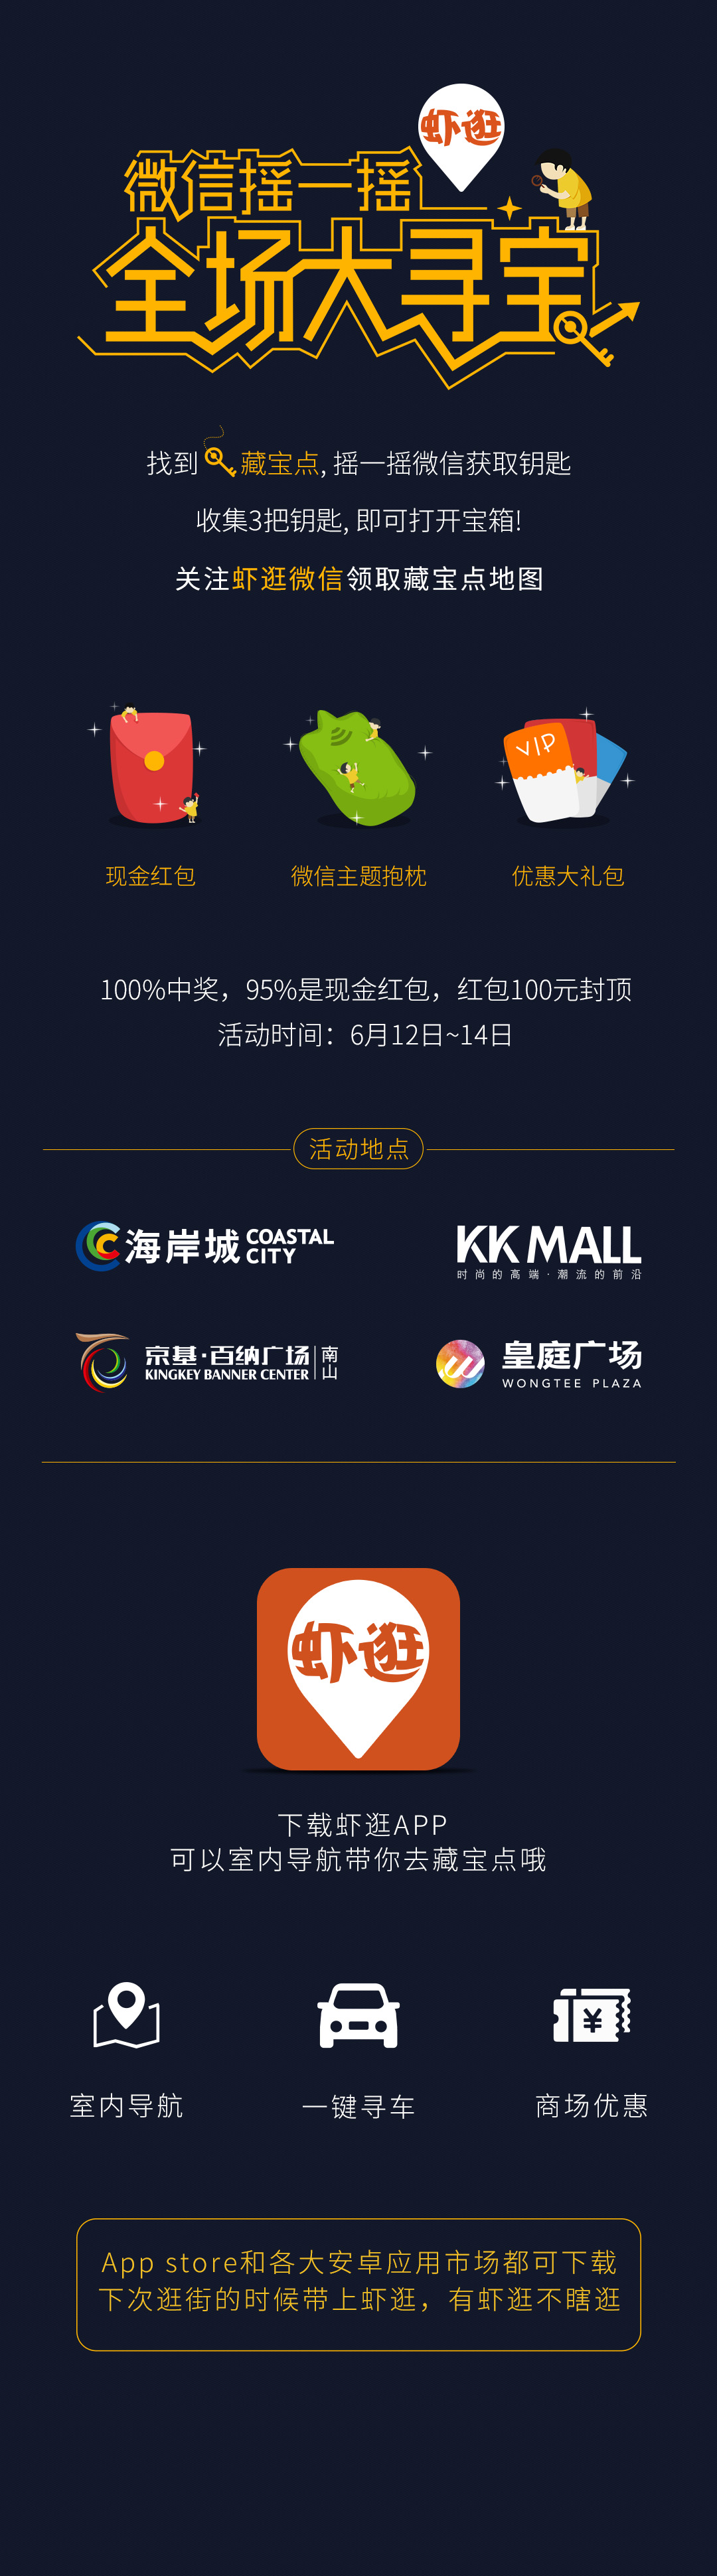 虾逛
微信摇一摇
全场大寻宝
找到藏宝点, 摇一摇微信获取钥匙
收集3把钥匙, 即可打开宝箱!
关注虾逛微信领取藏宝点地图
VIP
现金红包
微信主题抱枕
优惠大礼包
100%中奖，95%是现金红包，红包100元封顶
活动时间：6月12日~14日
活动地点
海岸城 COASTAL CITY
KK MALL
时尚的高端·潮流的前沿
京基·百纳广场 南山
KINGKEY BANNER CENTER
皇庭广场
WONGTEE PLAZA
虾逛
下载虾逛APP
可以室内导航带你去藏宝点哦
¥
室内导航
一键寻车
商场优惠
App store和各大安卓应用市场都可下载
下次逛街的时候带上虾逛，有虾逛不瞎逛